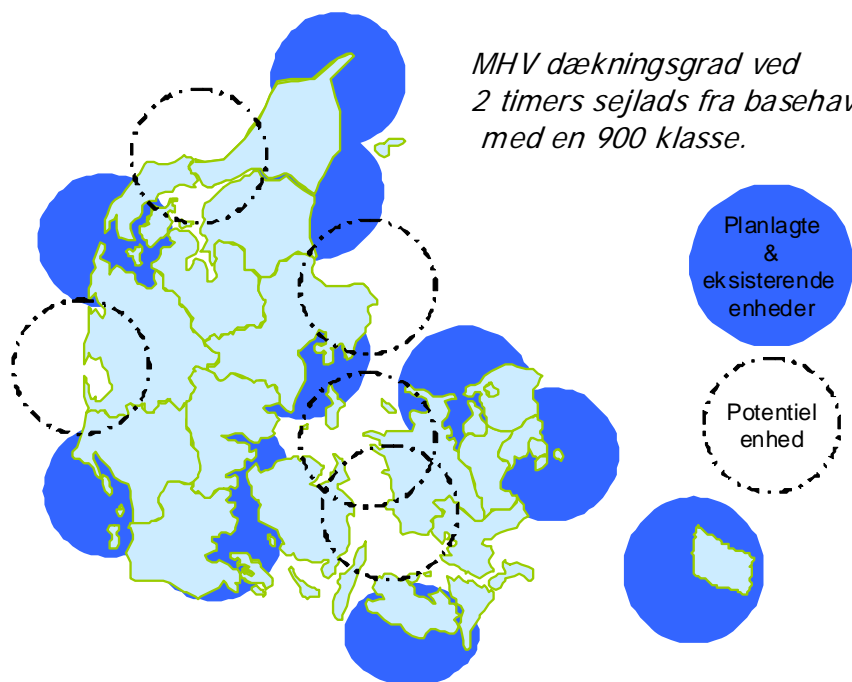 MHV dækningsgrad ved
2 timers sejlads fra basehav
med en 900 klasse.
Planlagte
&
eksisterende
enheder
Potentiel
enhed